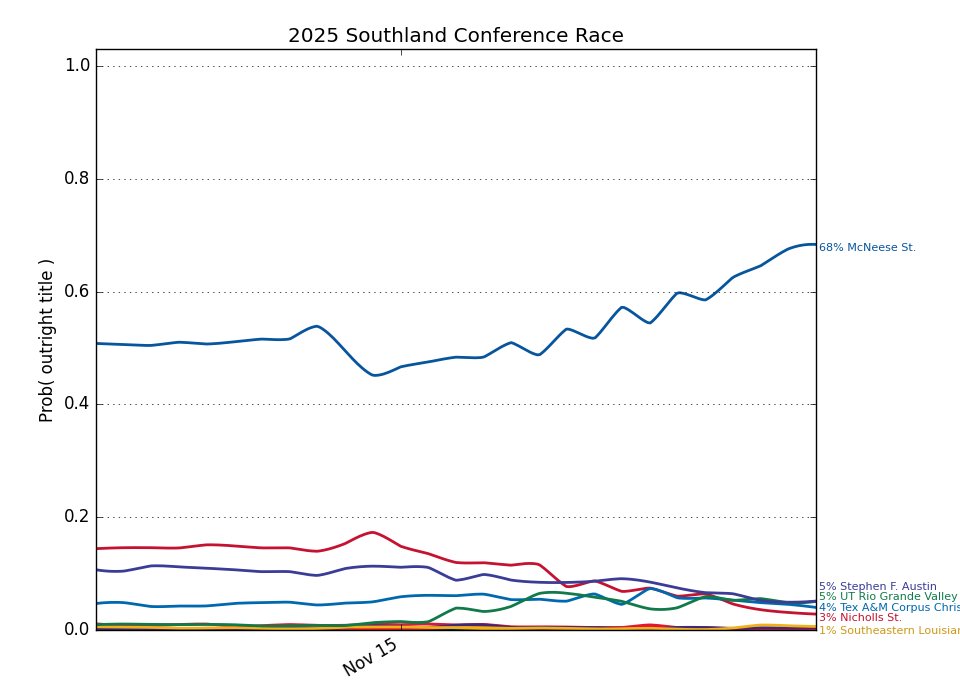 2025 Southland Conference Race
1.0
0.8
0.6
0.4
0.2
0.0
Prob( outright title )
Nov 15
68% McNeese St.
5% Stephen F. Austin
5% UT Rio Grande Valley
4% Tex A&M Corpus Chris
3% Nicholls St.
1% Southeastern Louisian